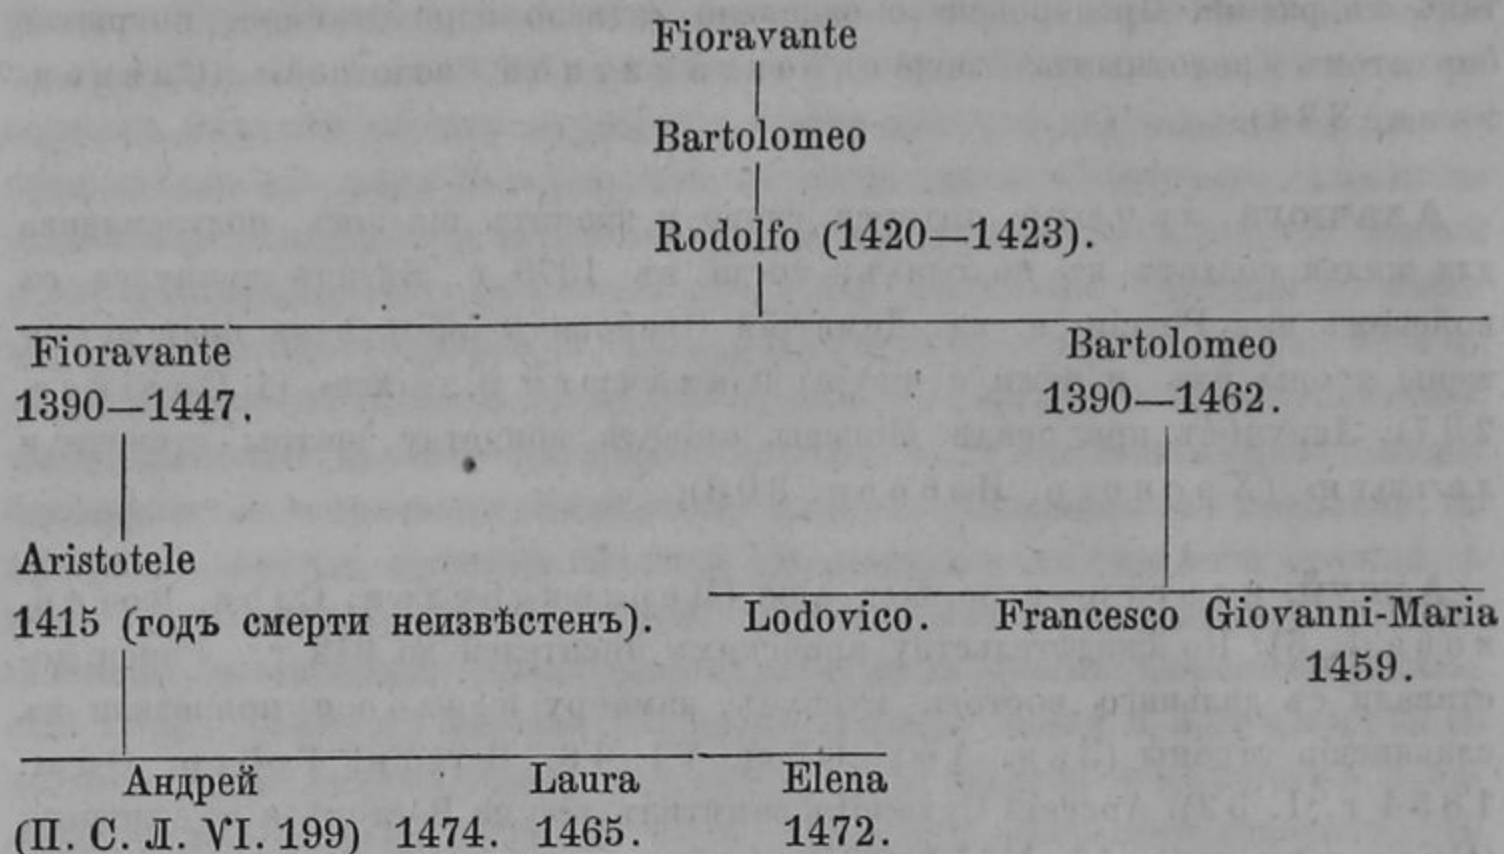 Fioravante
Bartolomeo
Rodolfo (1420—1423).
Fioravante Bartolomeo
1390—1447. 1390—1462.
Aristotele
1415 (годъ смерти неизвѣстенъ). Lodovico. Francesco Giovanni-Maria
1459.
Андрей Laura Elena
(П. С. Л. VI. 199) 1474. 1465. 1472.